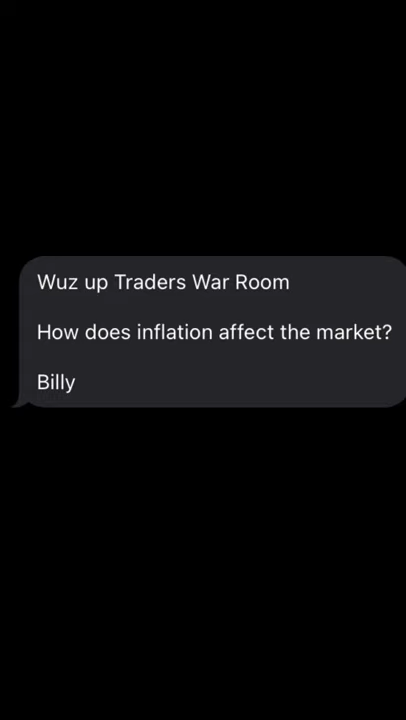 Wuz up Traders War Room
How does inflation affect the market?
Billy